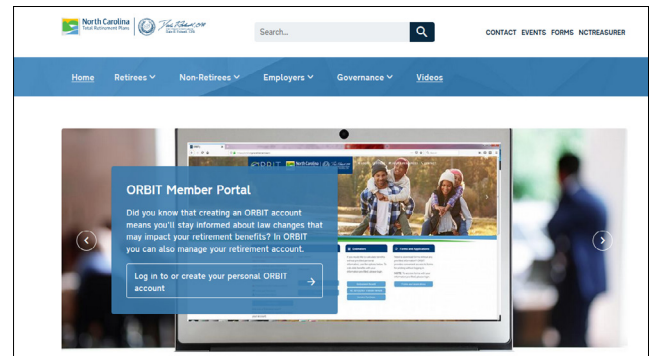 North Carolina
Total Retirement Plans
Search...
CONTACT EVENTS FORMS NCTREASURER
Home Retirees Non-Retirees Employers Governance Videos
ORBIT
North Carolina
ORBIT Member Portal
Did you know that creating an ORBIT account
means you'll stay informed about law changes that
may impact your retirement benefits? In ORBIT
you can also manage your retirement account.
Log in to or create your personal ORBIT
account